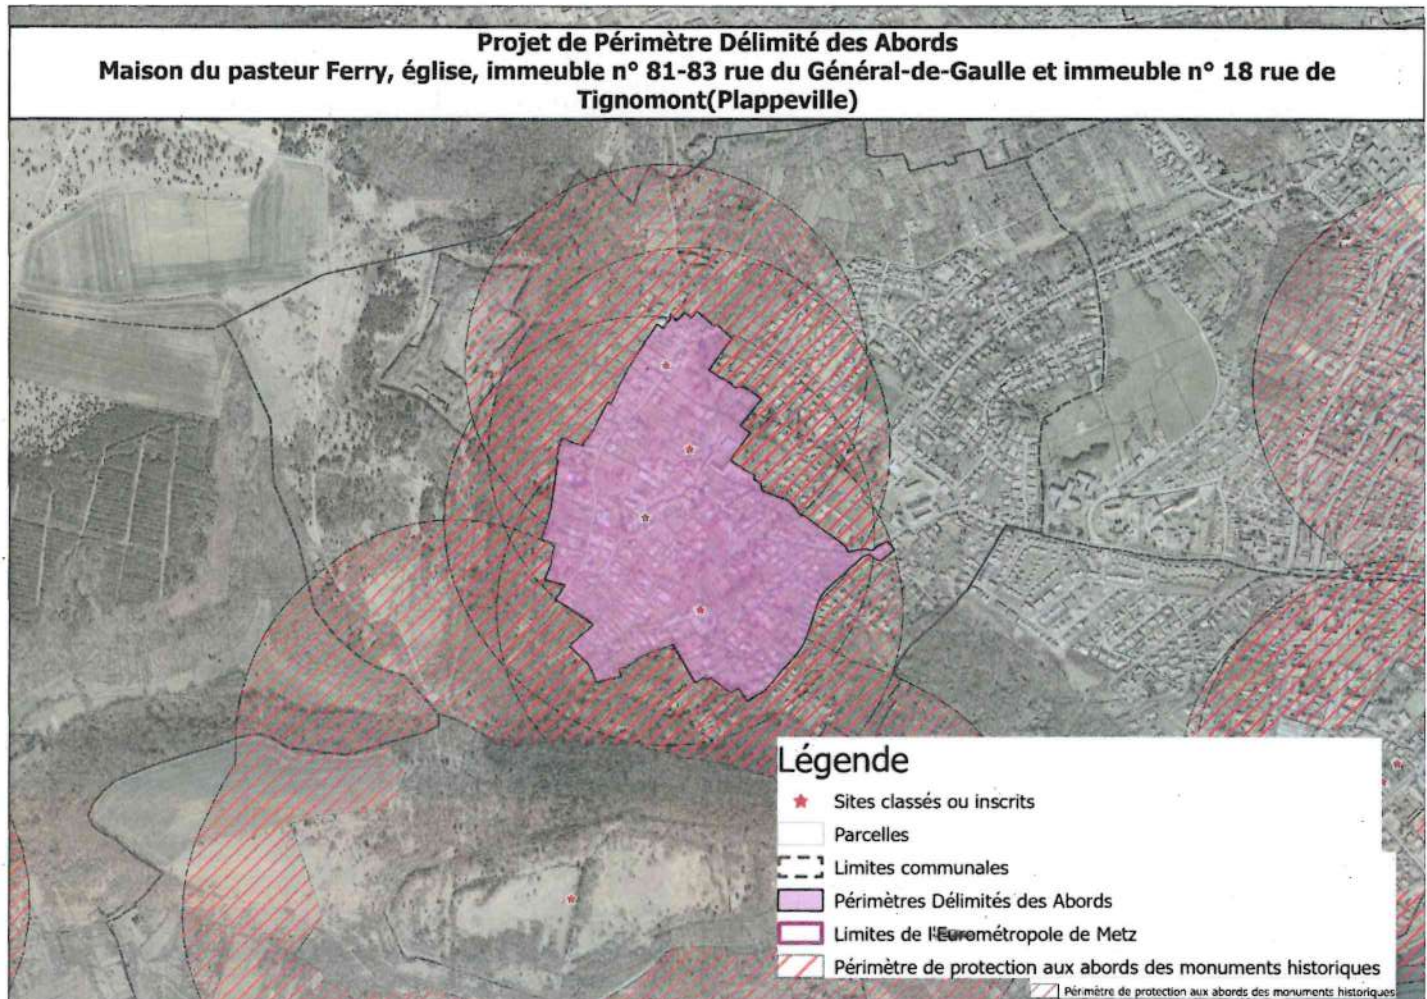 Projet de Périmètre Délimité des Abords
Maison du pasteur Ferry, église, immeuble n° 81-83 rue du Général-de-Gaulle et immeuble n° 18 rue de
Tignomont(Plappeville)
Légende
Sites classés ou inscrits
Parcelles
Limites communales
Périmètres Délimités des Abords
Limites de l'Eurométropole de Metz
Périmètre de protection aux abords des monuments historiques
Périmètre de protection aux abords des monuments historiques